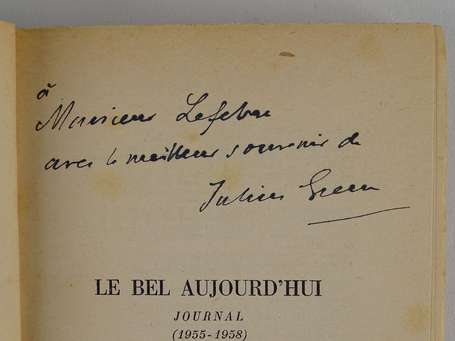 à
Monsieur Lefebvre
avec le meilleur souvenir de
Julien Green
LE BEL AUJOURD'HUI
JOURNAL
(1955-1958)